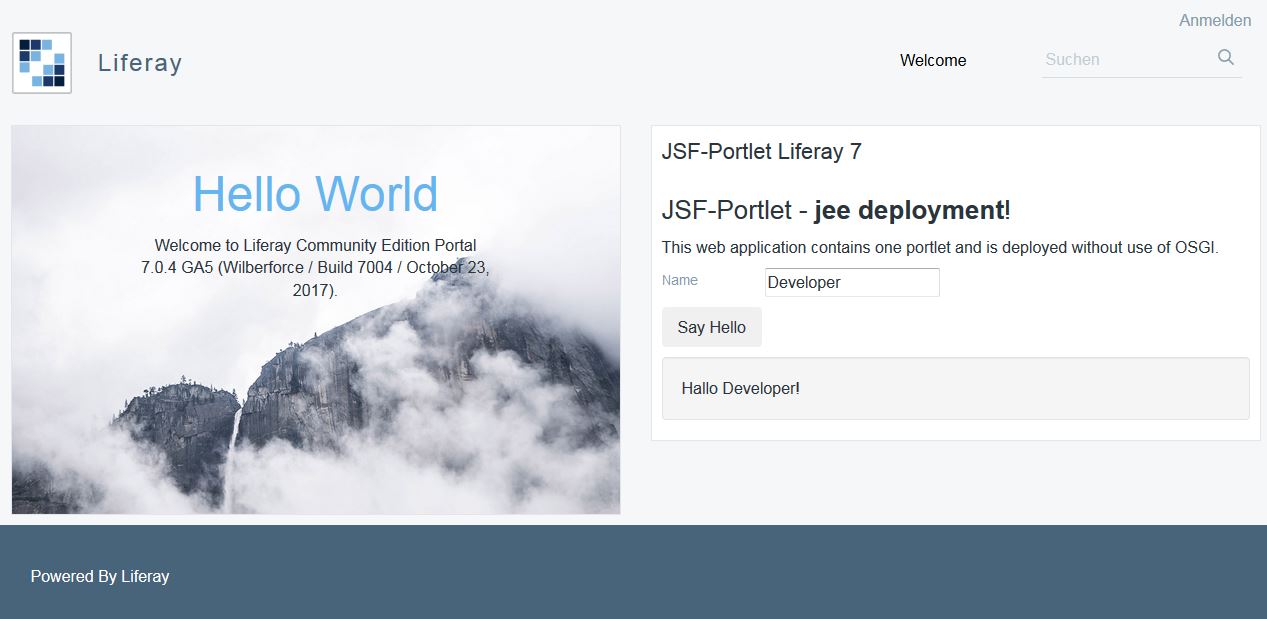 Anmelden
Liferay
Welcome
Suchen
Hello World
Welcome to Liferay Community Edition Portal
7.0.4 GA5 (Wilberforce / Build 7004 / October 23,
2017).
JSF-Portlet Liferay 7
JSF-Portlet - jee deployment!
This web application contains one portlet and is deployed without use of OSGI.
Name
Developer
Say Hello
Hallo Developer!
Powered By Liferay